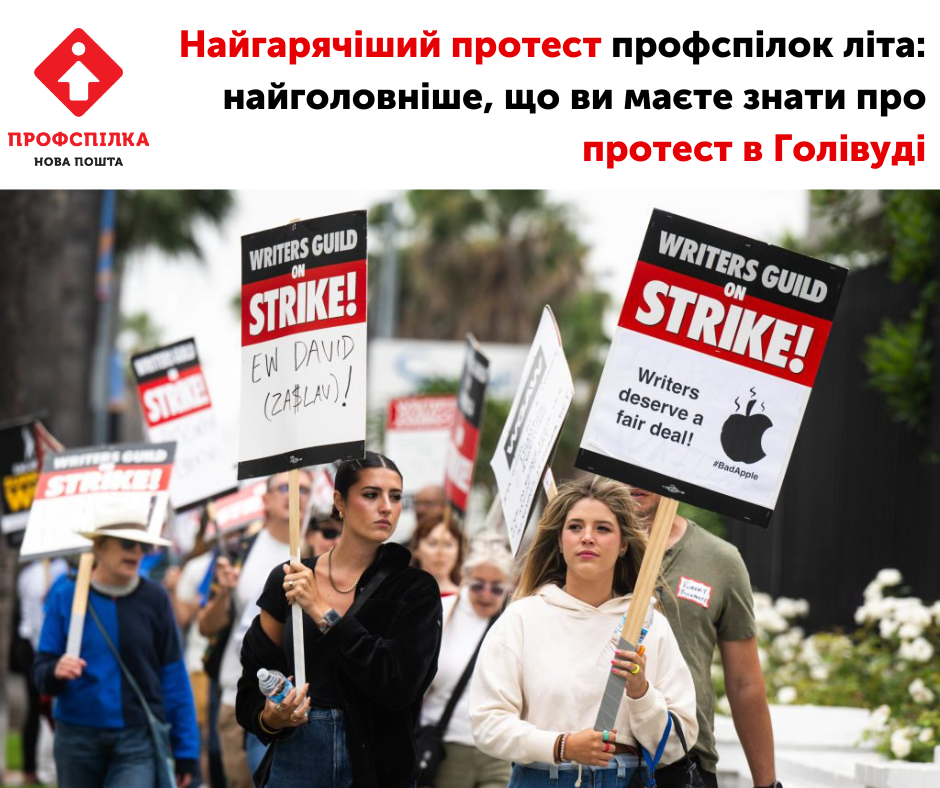 Найгарячіший протест профспілок літа:
найголовніше, що ви маєте знати про
протест в Голівуді
ПРОФСПІЛКА
НОВА ПОШТА
WRITERS GUILD
ON
STRIKE!
EW DAVID
(ZA$LAV)!
WRITERS GUILD
ON
STRIKE!
Writers
deserve a
fair deal!
#BadApple
WRITERS GUILD
ON
STRIKE!
WRITERS GUILD
ON
STRIKE!
WGAW
ROBERT